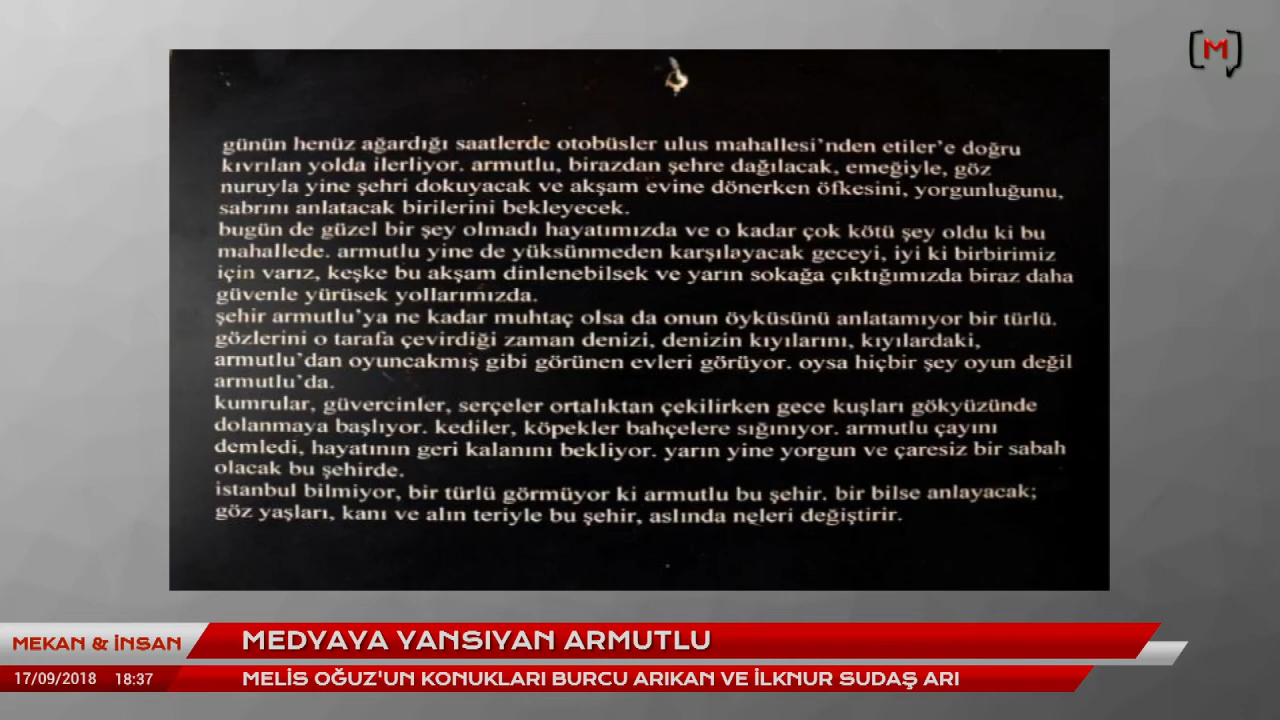 M
günün henüz ağardığı saatlerde otobüsler ulus mahallesi'nden etiler'e doğru
kıvrılan yolda ilerliyor. armutlu, birazdan şehre dağılacak, emeğiyle, göz
nuruyla yine şehri dokuyacak ve akşam evine dönerken öfkesini, yorgunluğunu,
sabrını anlatacak birilerini bekleyecek.
bugün de güzel bir şey olmadı hayatımızda ve o kadar çok kötü şey oldu ki bu
mahallede. armutlu yine de yüksünmeden karşılayacak geceyi, iyi ki birbirimiz
için varız, keşke bu akşam dinlenebilsek ve yarın sokağa çıktığımızda biraz daha
güvenle yürüsek yollarımızda.
şehir armutlu'ya ne kadar muhtaç olsa da onun öyküsünü anlatamıyor bir türlü.
gözlerini o tarafa çevirdiği zaman denizi, denizin kıyılarını, kıyılardaki,
armutlu'dan oyuncakmış gibi görünen evleri görüyor. oysa hiçbir şey oyun değil
armutlu'da.
kumrular, güvercinler, serçeler ortalıktan çekilirken gece kuşları gökyüzünde
dolanmaya başlıyor. kediler, köpekler bahçelere sığınıyor. armutlu çayını
demledi, hayatının geri kalanını bekliyor. yarın yine yorgun ve çaresiz bir sabah
olacak bu şehirde.
istanbul bilmiyor, bir türlü görmüyor ki armutlu bu şehir. bir bilse anlayacak;
göz yaşları, kanı ve alın teriyle bu şehir, aslında neleri değiştirir.
MEKAN & İNSAN
MEDYAYA YANSIYAN ARMUTLU
17/09/2018 18:37
MELİS OĞUZ'UN KONUKLARI BURCU ARIKAN VE İLKNUR SUDAŞ ARI